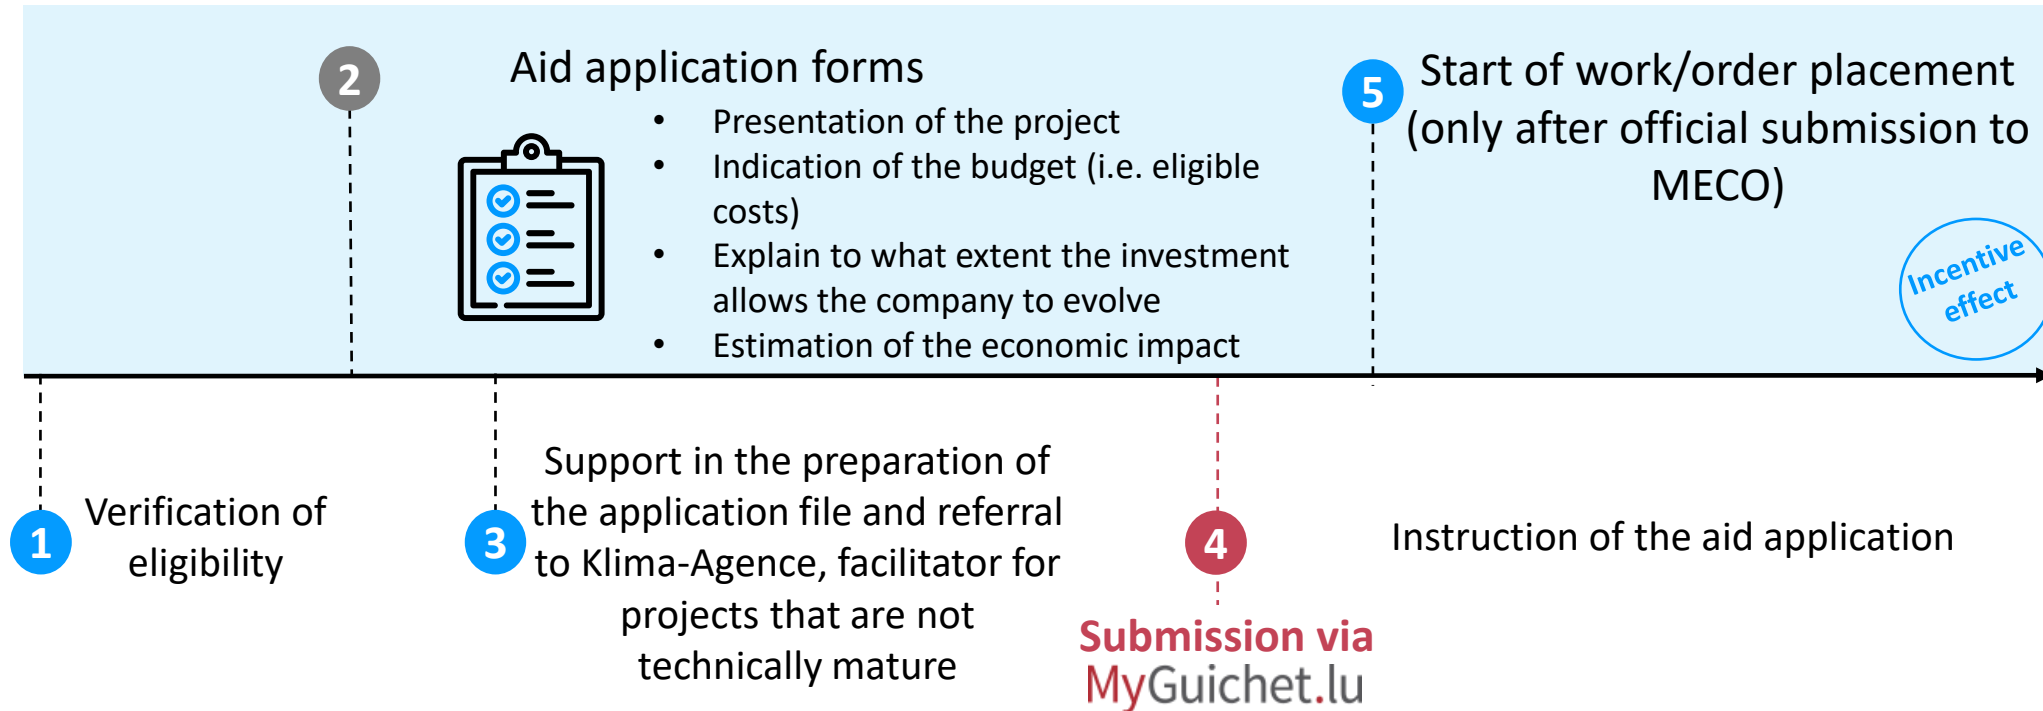 2
Aid application forms
• Presentation of the project
• Indication of the budget (i.e. eligible
costs)
• Explain to what extent the investment
allows the company to evolve
• Estimation of the economic impact
5
Start of work/order placement
(only after official submission to
MECO)
Incentive
effect
1
Verification of
eligibility
3
Support in the preparation of
the application file and referral
to Klima-Agence, facilitator for
projects that are not
technically mature
4
Submission via
MyGuichet.lu
Instruction of the aid application